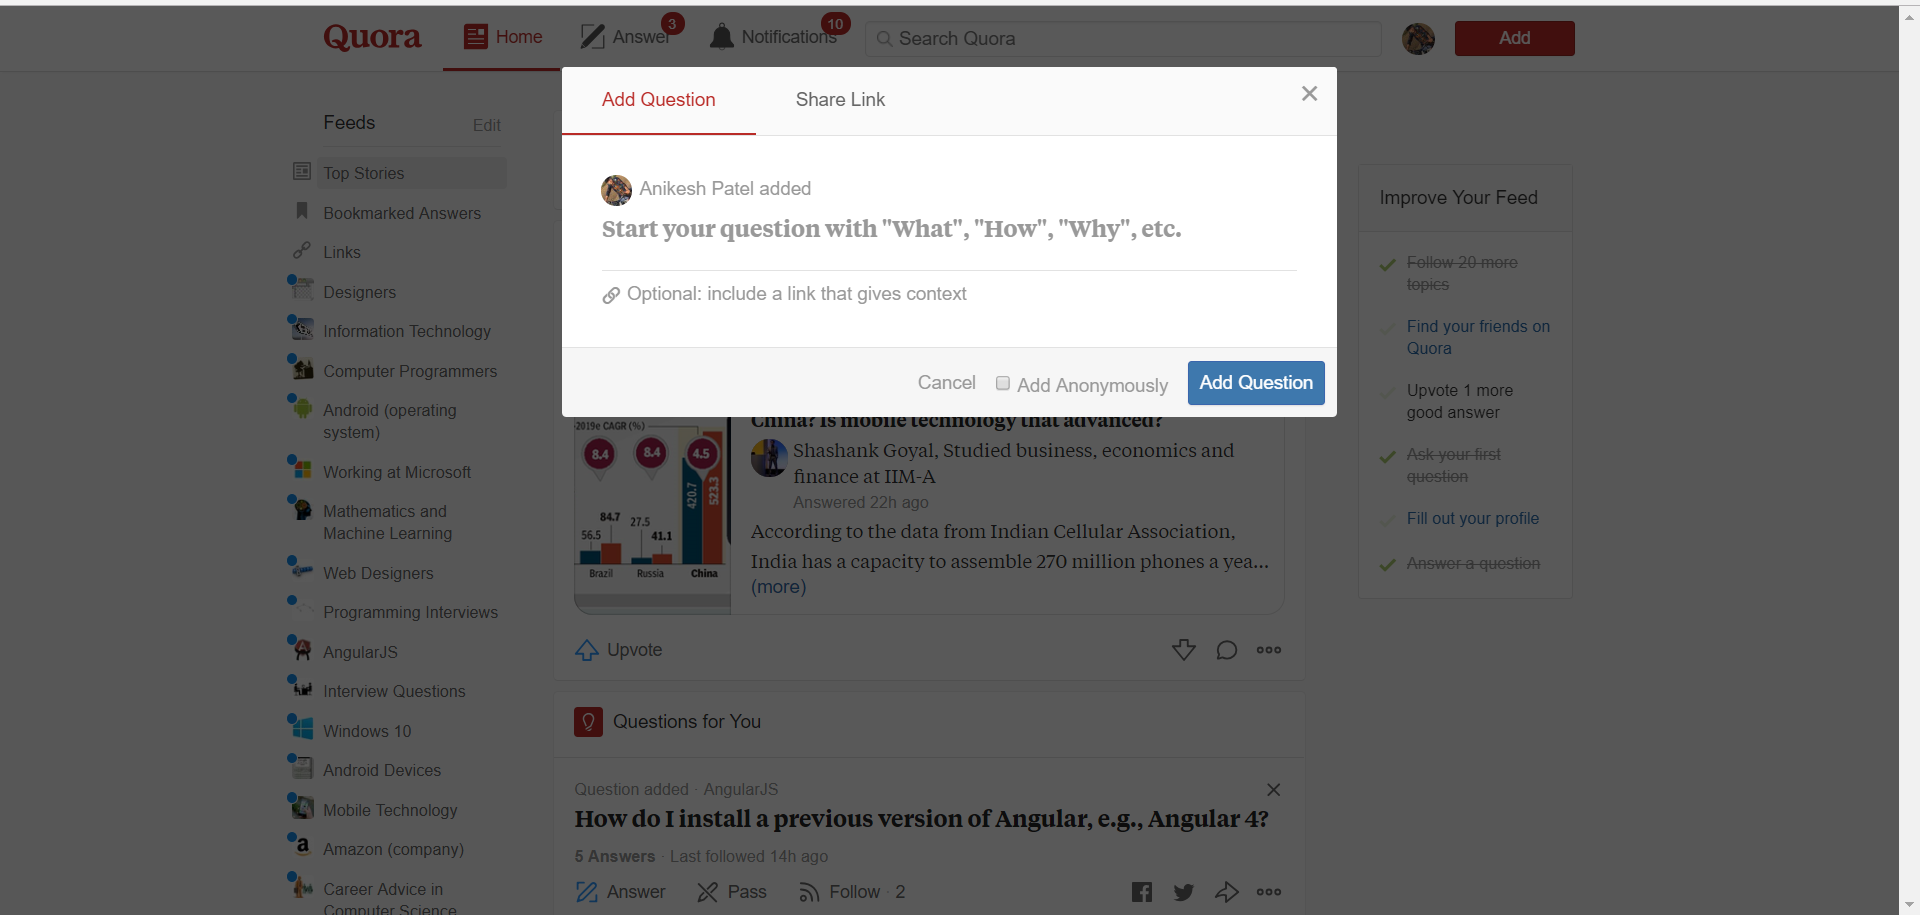 Quora
Home
Answer
3
Notifications
10
Search Quora
Add
Add Question
Share Link
Anikesh Patel added
Start your question with "What", "How", "Why", etc.
Optional: include a link that gives context
Cancel
Add Anonymously
Add Question
Feeds
Edit
Top Stories
Bookmarked Answers
Links
Designers
Information Technology
Computer Programmers
Android (operating
system)
Working at Microsoft
Mathematics and
Machine Learning
Web Designers
Programming Interviews
AngularJS
Interview Questions
Windows 10
Android Devices
Mobile Technology
Amazon (company)
Career Advice in
Computer Science
China? Is mobile technology that advanced?
Shashank Goyal, Studied business, economics and
finance at IIM-A
Answered 22h ago
According to the data from Indian Cellular Association,
India has a capacity to assemble 270 million phones a yea...
(more)
2019e CAGR (%)
8.4
8.4
4.5
56.5
84.7
27.5
41.1
420.7
523.3
Brazil
Russia
China
Upvote
Questions for You
Question added · AngularJS
How do I install a previous version of Angular, e.g., Angular 4?
5 Answers · Last followed 14h ago
Answer
Pass
Follow · 2
Improve Your Feed
Follow 20 more
topics
Find your friends on
Quora
Upvote 1 more
good answer
Ask your first
question
Fill out your profile
Answer a question